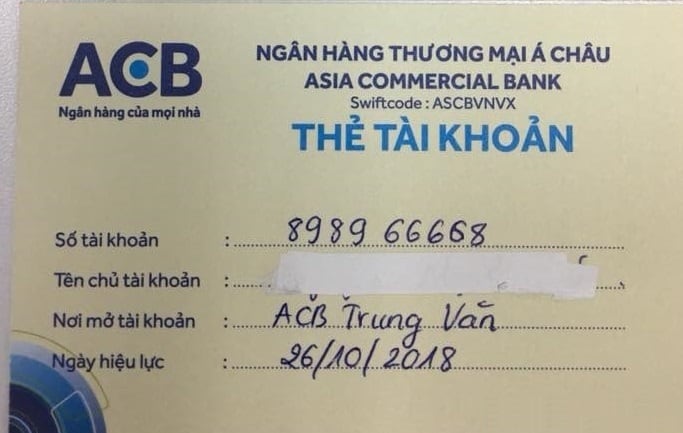 ACB
Ngân hàng của mọi nhà
NGÂN HÀNG THƯƠNG MẠI Á CHÂU
ASIA COMMERCIAL BANK
Swiftcode : ASCBVNVX
THẺ TÀI KHOẢN
Số tài khoản : 8989 66668
Tên chủ tài khoản :
Nơi mở tài khoản : ACB Trung Văn
Ngày hiệu lực : 26/10/2018